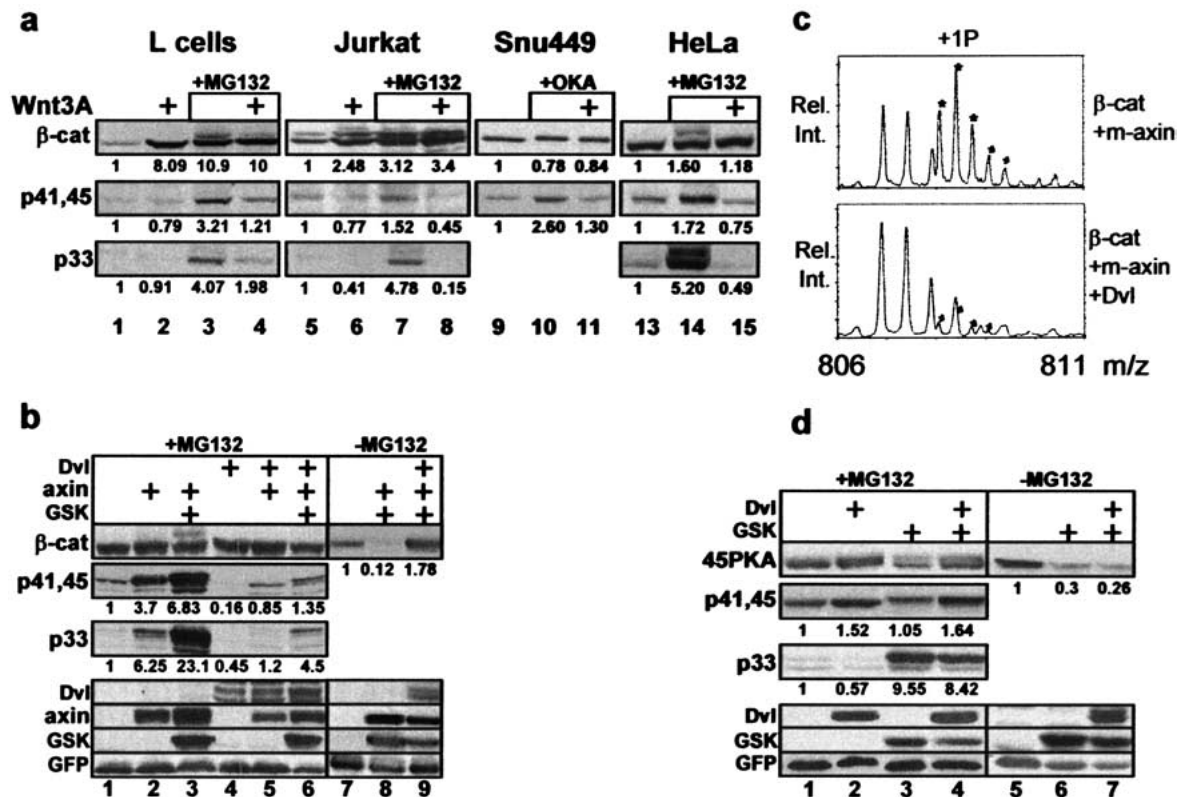 a
L cells Jurkat Snu449 HeLa
+MG132 +MG132 +OKA +MG132
Wnt3A + + + + + +
β-cat
1 8.09 10.9 10 1 2.48 3.12 3.4 1 0.78 0.84 1 1.60 1.18
p41,45
1 0.79 3.21 1.21 1 0.77 1.52 0.45 1 2.60 1.30 1 1.72 0.75
p33
1 0.91 4.07 1.98 1 0.41 4.78 0.15 1 5.20 0.49
1 2 3 4 5 6 7 8 9 10 11 13 14 15
c
+1P
Rel.
Int.
* * * * *
β-cat
+m-axin
Rel.
Int.
* * * *
β-cat
+m-axin
+Dvl
806 811 m/z
b
+MG132 -MG132
Dvl + + + +
axin + + + + + +
GSK + + + +
β-cat
1 0.12 1.78
p41,45
1 3.7 6.83 0.16 0.85 1.35
p33
1 6.25 23.1 0.45 1.2 4.5
Dvl
axin
GSK
GFP
1 2 3 4 5 6 7 8 9
d
+MG132 -MG132
Dvl + + +
GSK + + + +
45PKA
1 0.3 0.26
p41,45
1 1.52 1.05 1.64
p33
1 0.57 9.55 8.42
Dvl
GSK
GFP
1 2 3 4 5 6 7